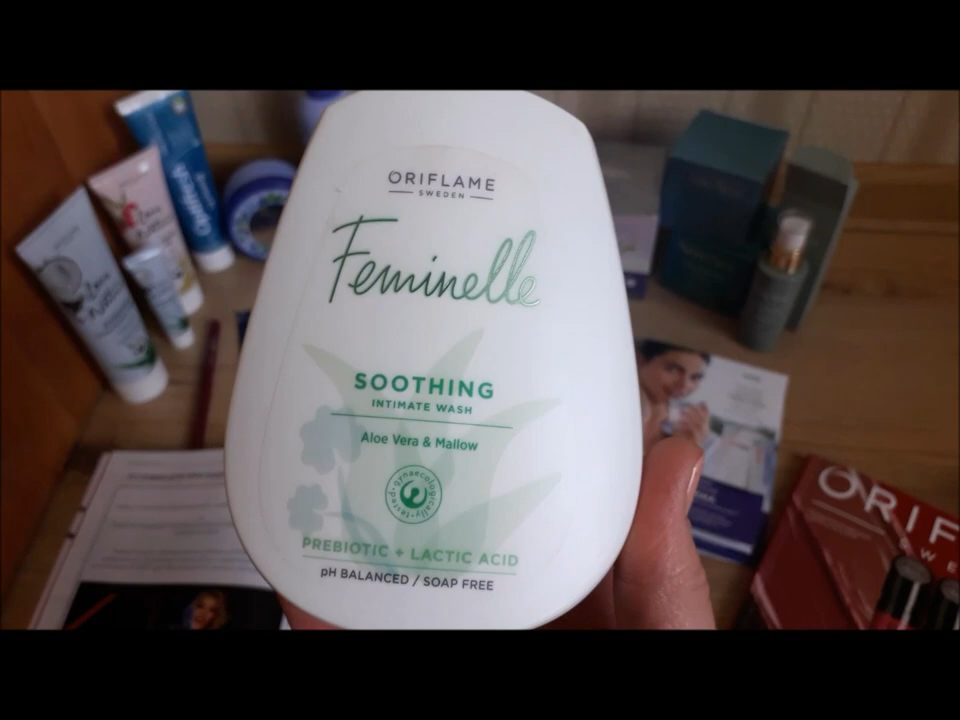 ORIFLAME
SWEDEN
Feminelle
SOOTHING
INTIMATE WASH
Aloe Vera & Mallow
gynaecologically-tested
PREBIOTIC + LACTIC ACID
pH BALANCED / SOAP FREE
ORIF